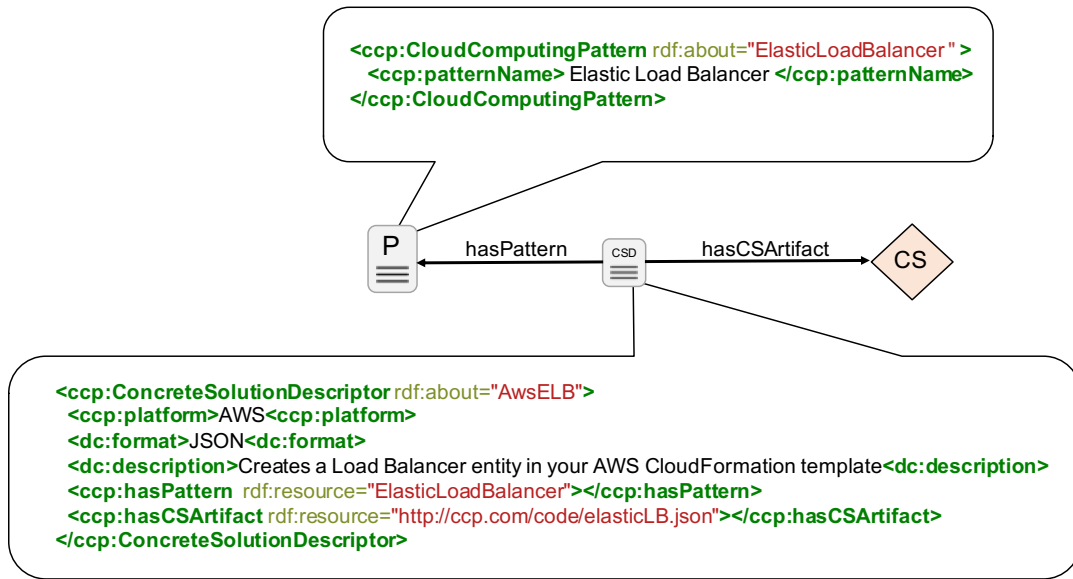 <ccp:CloudComputingPattern rdf:about="ElasticLoadBalancer" >
<ccp:patternName> Elastic Load Balancer </ccp:patternName>
</ccp:CloudComputingPattern>
P
hasPattern
CSD
hasCSArtifact
CS
<ccp:ConcreteSolutionDescriptor rdf:about="AwsELB">
<ccp:platform>AWS<ccp:platform>
<dc:format>JSON<dc:format>
<dc:description>Creates a Load Balancer entity in your AWS CloudFormation template<dc:description>
<ccp:hasPattern rdf:resource="ElasticLoadBalancer"></ccp:hasPattern>
<ccp:hasCSArtifact rdf:resource="http://ccp.com/code/elasticLB.json"></ccp:hasCSArtifact>
</ccp:ConcreteSolutionDescriptor>